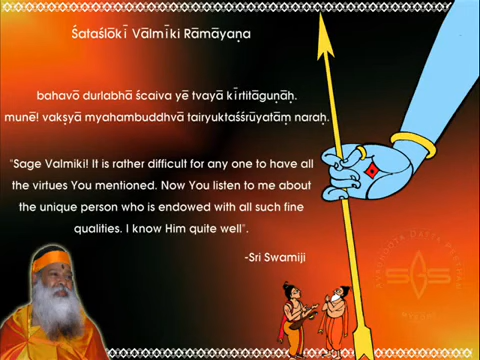 Śataślōkī Vālmīki Rāmāyaṇa
bahavō durlabhā ścaiva yē tvayā kīrtitāguṇāḥ.
munē! vakṣyā myahambuddhvā tairyuktaśśrūyatāṃ naraḥ.
"Sage Valmiki! It is rather difficult for any one to have all
the virtues You mentioned. Now You listen to me about
the unique person who is endowed with all such fine
qualities. I know Him quite well".
-Sri Swamiji